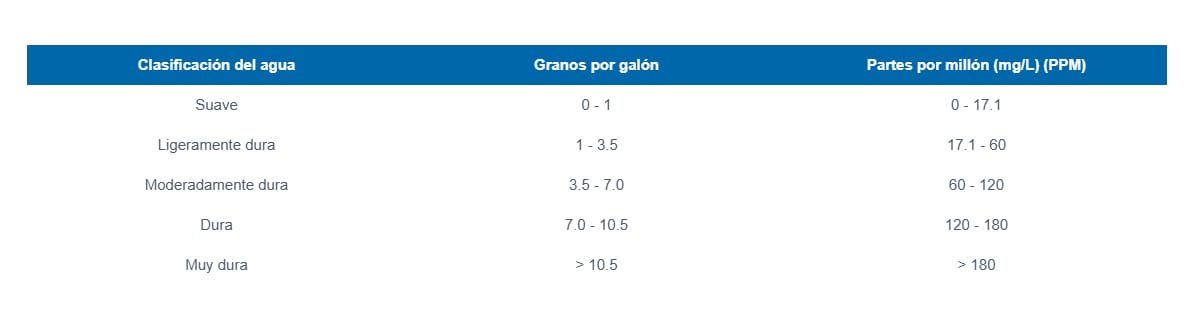 Clasificación del agua Granos por galón Partes por millón (mg/L) (PPM)
Suave 0 - 1 0 - 17.1
Ligeramente dura 1 - 3.5 17.1 - 60
Moderadamente dura 3.5 - 7.0 60 - 120
Dura 7.0 - 10.5 120 - 180
Muy dura > 10.5 > 180